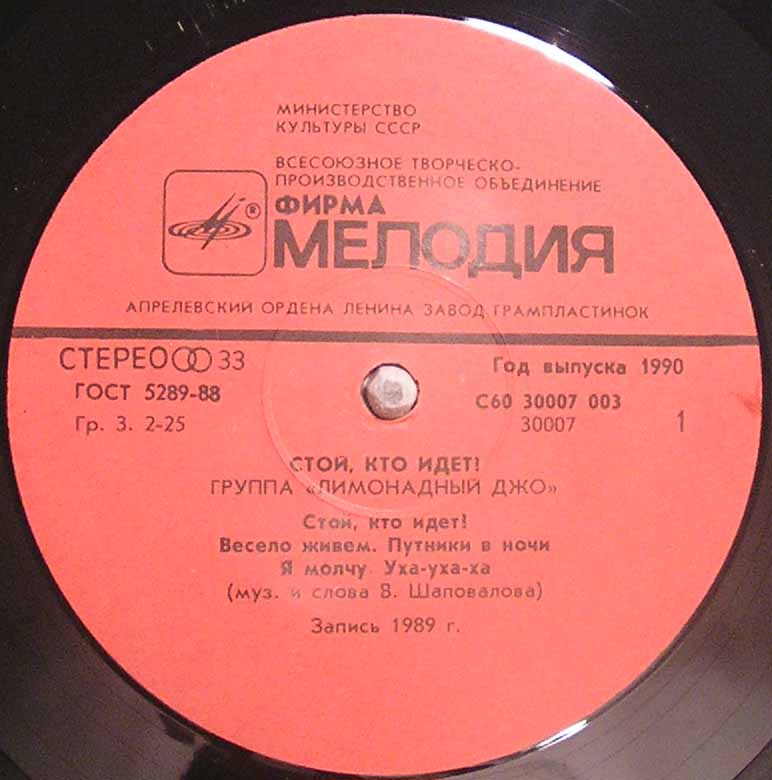 МИНИСТЕРСТВО
КУЛЬТУРЫ СССР
ВСЕСОЮЗНОЕ ТВОРЧЕСКО-
ПРОИЗВОДСТВЕННОЕ ОБЪЕДИНЕНИЕ
®
ФИРМА
МЕЛОДИЯ
АПРЕЛЕВСКИЙ ОРДЕНА ЛЕНИНА ЗАВОД ГРАМПЛАСТИНОК
СТЕРЕО 33
Год выпуска 1990
ГОСТ 5289-88
С60 30007 003
Гр. 3. 2-25
30007
1
СТОЙ, КТО ИДЕТ!
ГРУППА «ЛИМОНАДНЫЙ ДЖО»
Стой, кто идет!
Весело живем. Путники в ночи
Я молчу Уха-уха-ха
(муз. и слова В. Шаповалова)
Запись 1989 г.